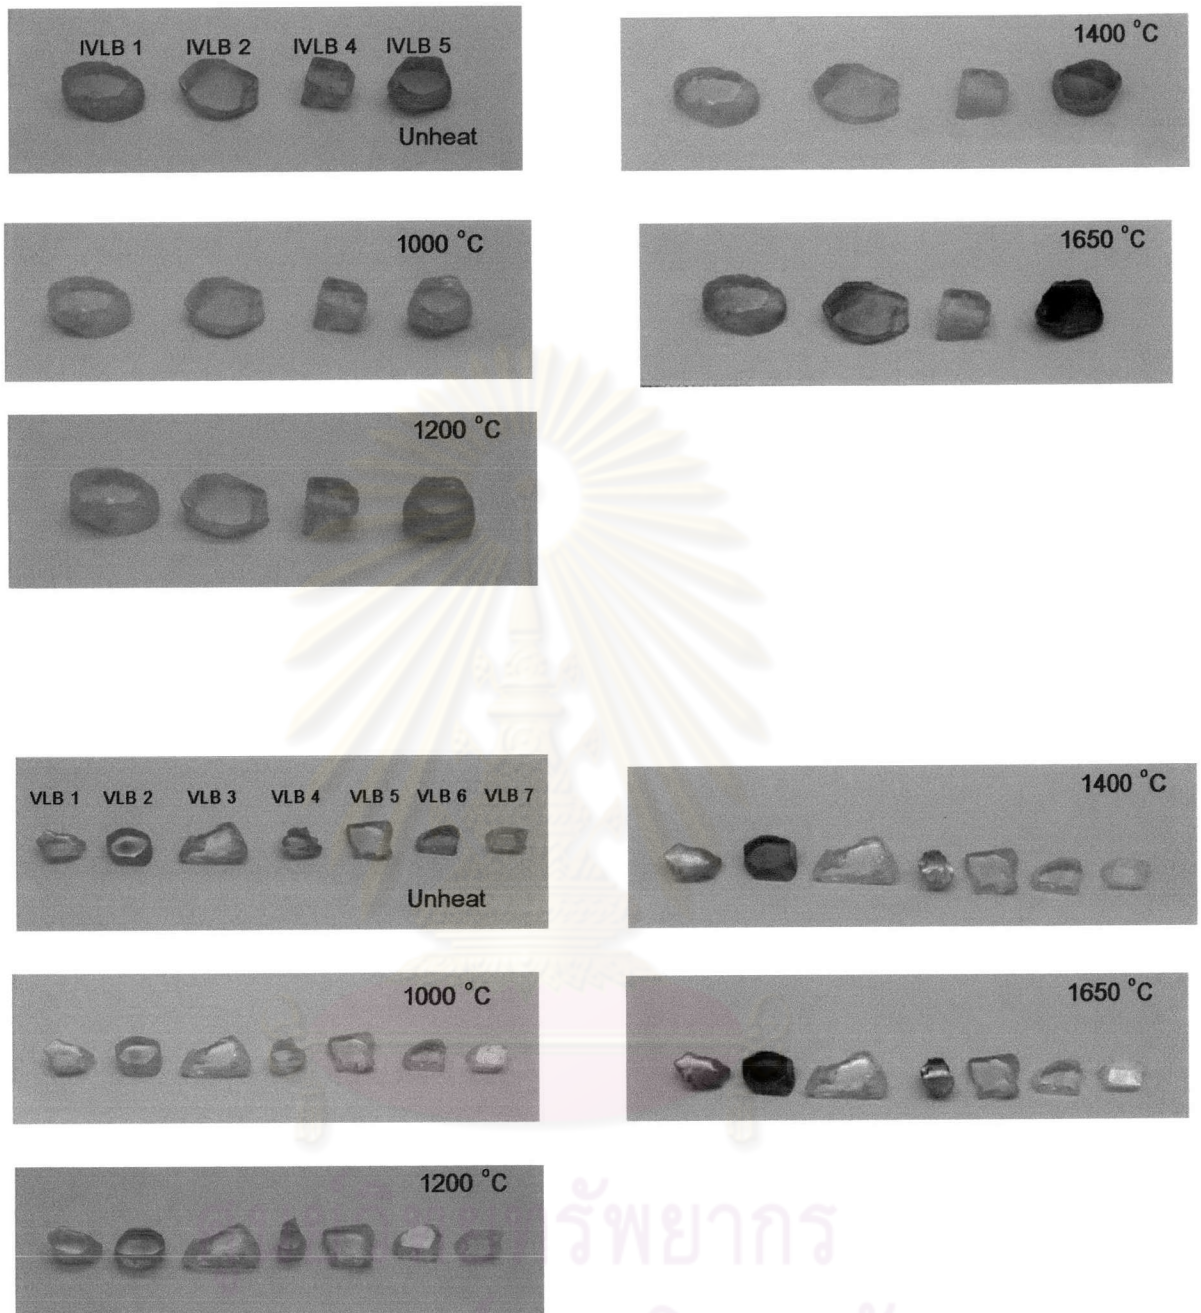 IVLB 1 IVLB 2 IVLB 4 IVLB 5
Unheat
1400 °C
1000 °C
1650 °C
1200 °C
VLB 1 VLB 2 VLB 3 VLB 4 VLB 5 VLB 6 VLB 7
Unheat
1400 °C
1000 °C
1650 °C
1200 °C